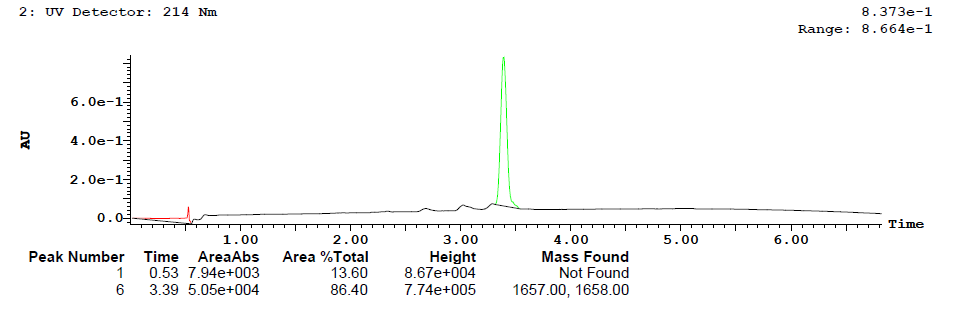 2: UV Detector: 214 Nm 8.373e-1
Range: 8.664e-1
6.0e-1
4.0e-1
2.0e-1
0.0
AU
1.00 2.00 3.00 4.00 5.00 6.00 Time
Peak Number Time AreaAbs Area %Total Height Mass Found
1 0.53 7.94e+003 13.60 8.67e+004 Not Found
6 3.39 5.05e+004 86.40 7.74e+005 1657.00, 1658.00